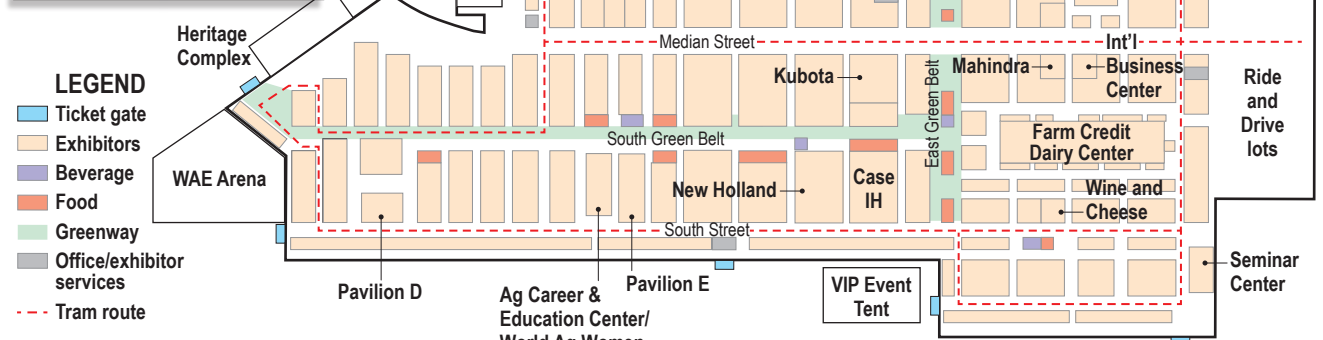 Heritage
Complex
LEGEND
Ticket gate
Exhibitors
Beverage
Food
Greenway
Office/exhibitor
services
Tram route
WAE Arena
Median Street
Kubota
Mahindra
Int'l
Business
Center
Ride
and
Drive
lots
East Green Belt
South Green Belt
Farm Credit
Dairy Center
New Holland
Case
IH
Wine and
Cheese
South Street
Pavilion D
Ag Career &
Education Center/
World Ag Women
Pavilion E
VIP Event
Tent
Seminar
Center